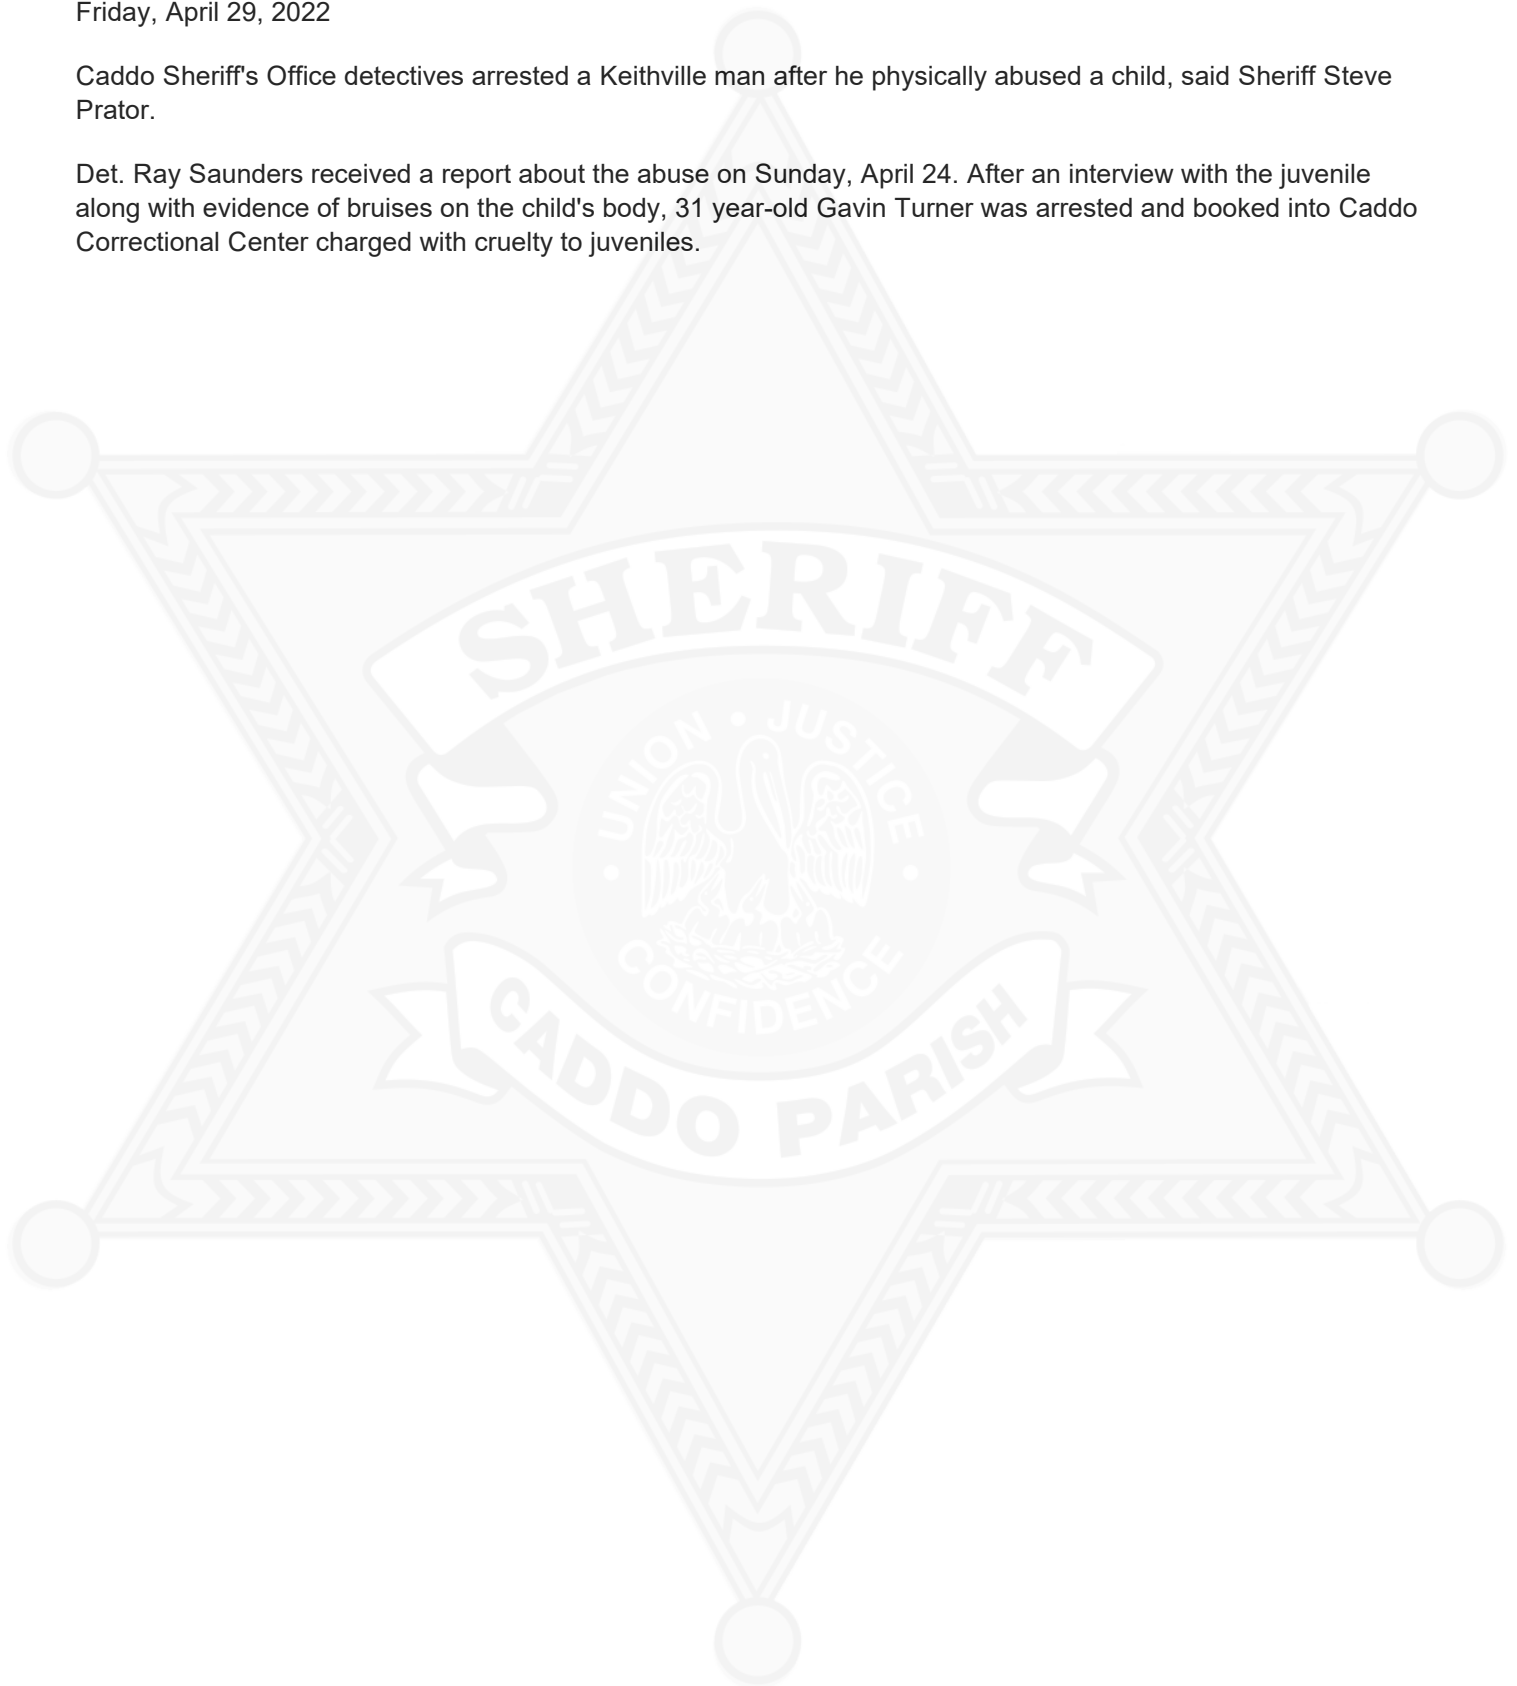 Friday, April 29, 2022
Caddo Sheriff's Office detectives arrested a Keithville man after he physically abused a child, said Sheriff Steve
Prator.
Det. Ray Saunders received a report about the abuse on Sunday, April 24. After an interview with the juvenile
along with evidence of bruises on the child's body, 31 year-old Gavin Turner was arrested and booked into Caddo
Correctional Center charged with cruelty to juveniles.
SHERIFF
UNION • JUSTICE
• CONFIDENCE •
CADDO PARISH